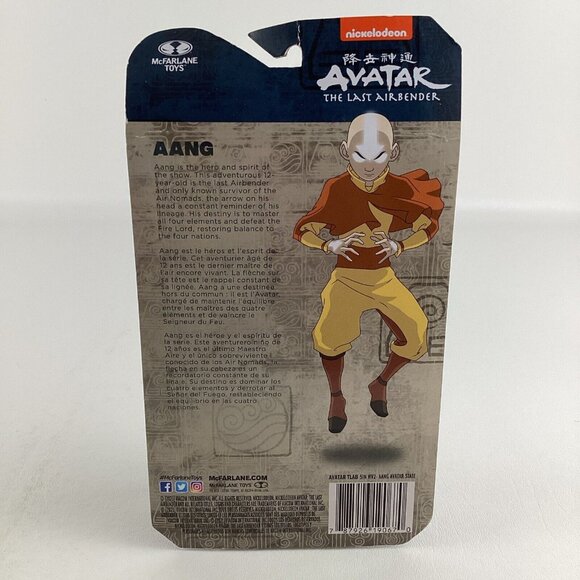 McFARLANE
TOYS
nickelodeon
降去神通
AVATAR
THE LAST AIRBENDER
AANG
Aang is the hero and spirit of
the show. This adventurous 12-
year-old is the last Airbender
and only known survivor of the
Air Nomads, the arrow on his
head a constant reminder of his
lineage. His destiny is to master
all four elements and defeat the
Fire Lord, restoring balance to
the four nations.
Aang est le héros et l'esprit de
la série. Cet aventurier âgé de
12 ans est le dernier maître de
l'air encore vivant. La flèche sur
sa tête est le rappel constant de
sa lignée. Aang a une destinée
hors du commun : il est l'Avatar,
chargé de maintenir l'équilibre
entre les maîtres des quatre
éléments et de vaincre le
Seigneur du Feu.
Aang es el héroe y el espíritu de
la serie. Este aventurero niño de
12 años es el último Maestro
Aire y el único sobreviviente
conocido de los Air Nomads, la
flecha en su cabeza es un
recordatorio constante de su
linaje. Su destino es dominar los
cuatro elementos y derrotar al
Señor del Fuego, restableciendo
el equilibrio en las cuatro
naciones.
#McFarlaneToys
McFARLANE.COM
McFARLANE TOYS
AVATAR TLAB 5IN WV2- AANG AVATAR STATE
7 87926 19067 0